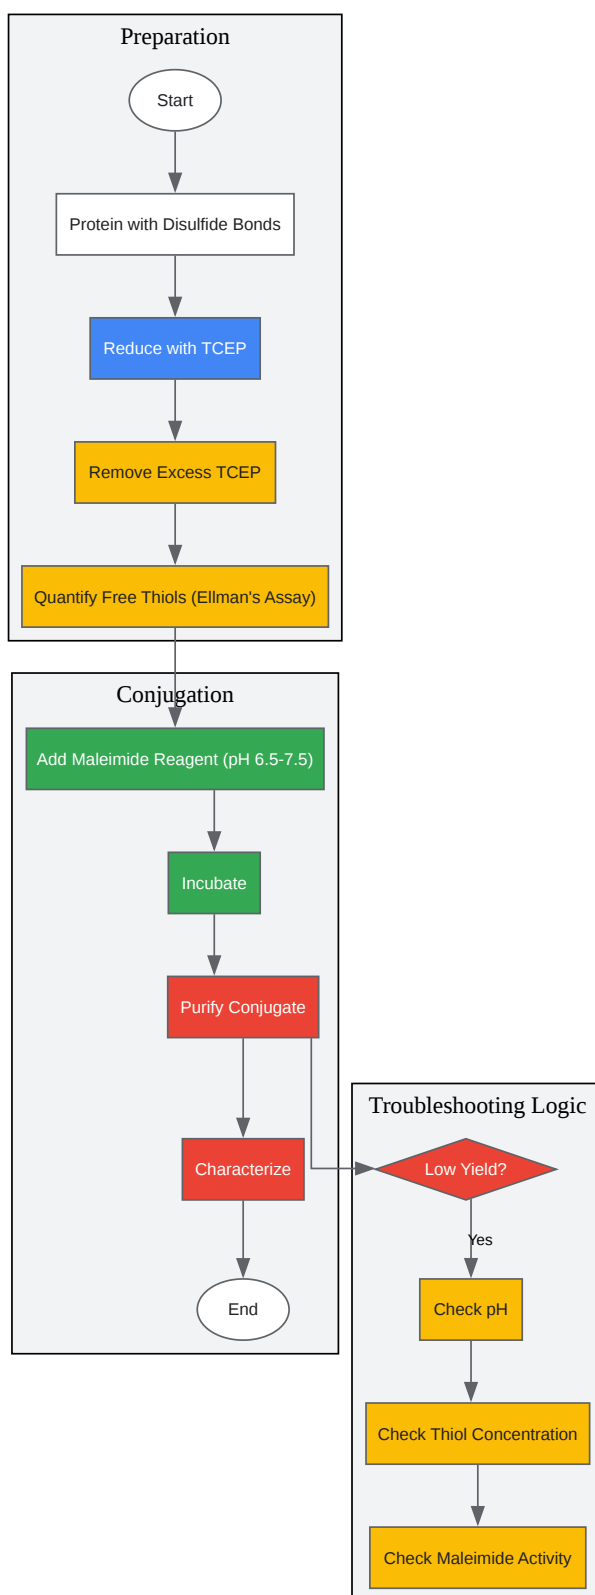 Preparation
Start
Protein with Disulfide Bonds
Reduce with TCEP
Remove Excess TCEP
Quantify Free Thiols (Ellman's Assay)
Conjugation
Add Maleimide Reagent (pH 6.5-7.5)
Incubate
Purify Conjugate
Characterize
End
Troubleshooting Logic
Low Yield?
Yes
Check pH
Check Thiol Concentration
Check Maleimide Activity